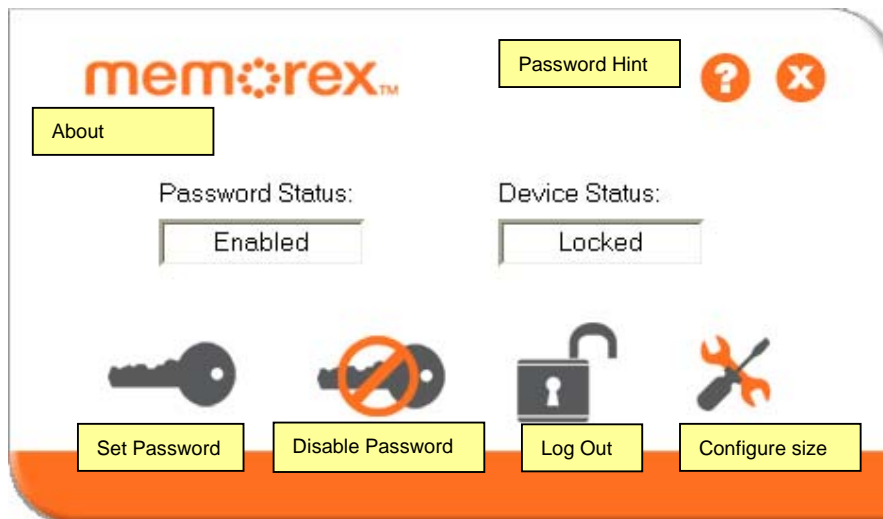 memorex™
Password Hint
?
X
About
Password Status:
Device Status:
Enabled
Locked
Set Password
Disable Password
Log Out
Configure size